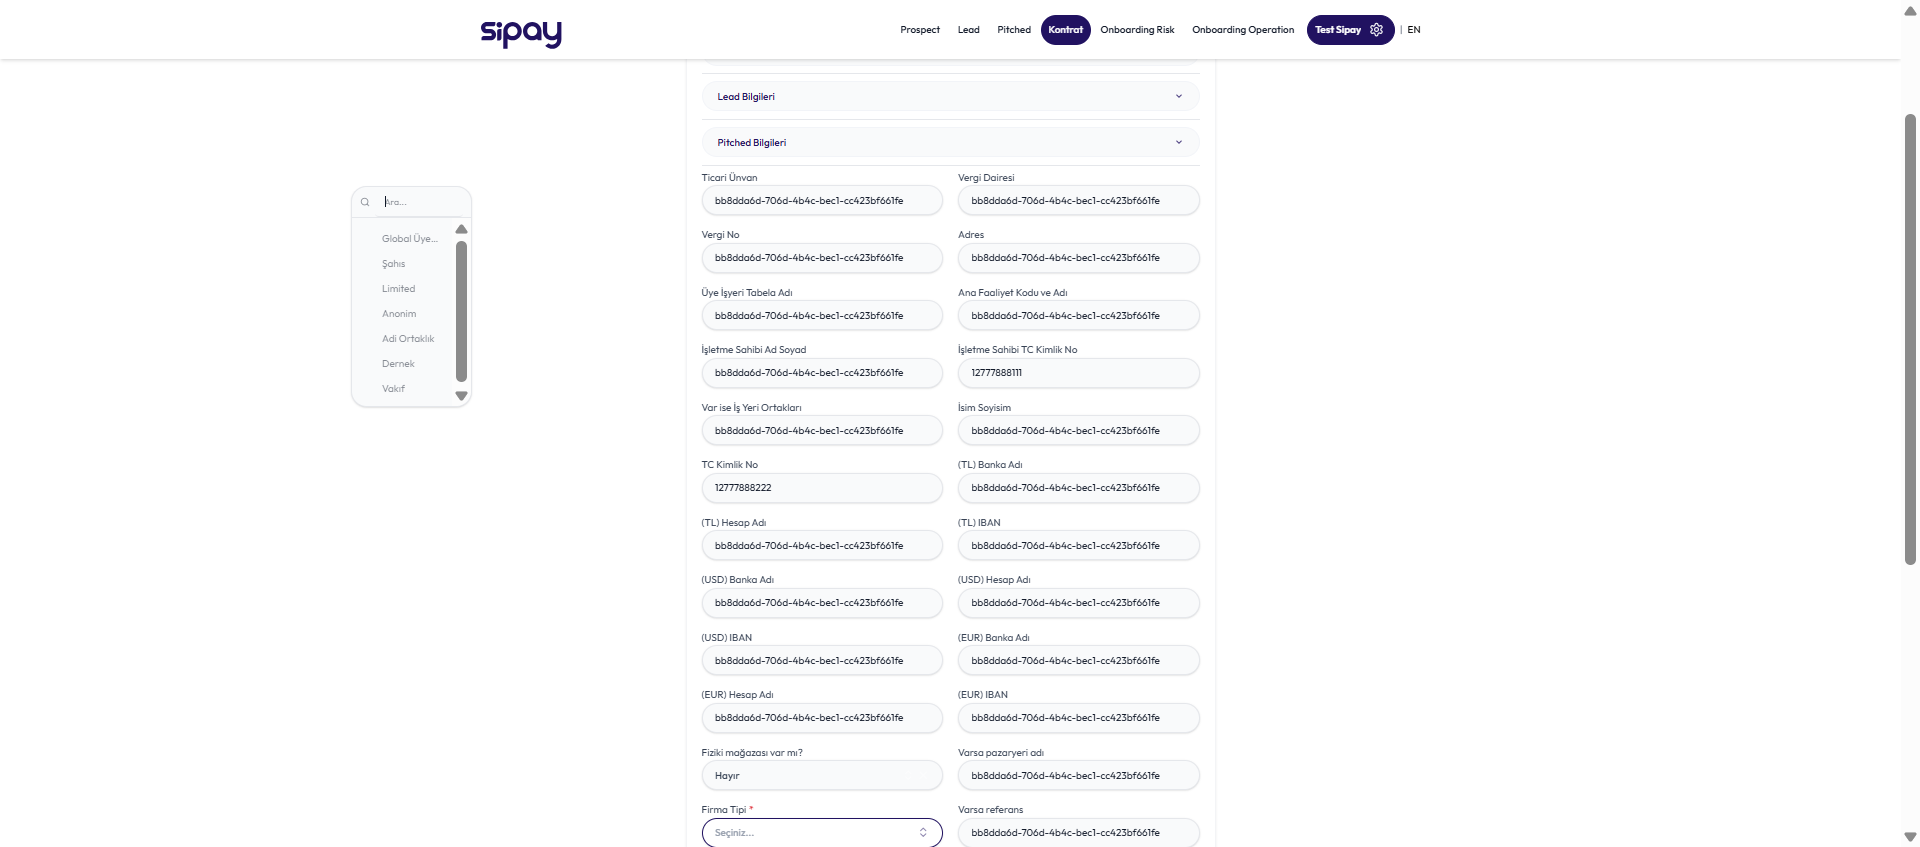 sipay
Prospect Lead Pitched Kontrat Onboarding Risk Onboarding Operation Test Sipay | EN
Lead Bilgileri
Pitched Bilgileri
Ara...
Global Üye...
Şahıs
Limited
Anonim
Adi Ortaklık
Dernek
Vakıf
Ticari Ünvan Vergi Dairesi
bb8dda6d-706d-4b4c-bec1-cc423bf661fe bb8dda6d-706d-4b4c-bec1-cc423bf661fe
Vergi No Adres
bb8dda6d-706d-4b4c-bec1-cc423bf661fe bb8dda6d-706d-4b4c-bec1-cc423bf661fe
Üye İşyeri Tabela Adı Ana Faaliyet Kodu ve Adı
bb8dda6d-706d-4b4c-bec1-cc423bf661fe bb8dda6d-706d-4b4c-bec1-cc423bf661fe
İşletme Sahibi Ad Soyad İşletme Sahibi TC Kimlik No
bb8dda6d-706d-4b4c-bec1-cc423bf661fe 12777888111
Var ise İş Yeri Ortakları İsim Soyisim
bb8dda6d-706d-4b4c-bec1-cc423bf661fe bb8dda6d-706d-4b4c-bec1-cc423bf661fe
TC Kimlik No (TL) Banka Adı
12777888222 bb8dda6d-706d-4b4c-bec1-cc423bf661fe
(TL) Hesap Adı (TL) IBAN
bb8dda6d-706d-4b4c-bec1-cc423bf661fe bb8dda6d-706d-4b4c-bec1-cc423bf661fe
(USD) Banka Adı (USD) Hesap Adı
bb8dda6d-706d-4b4c-bec1-cc423bf661fe bb8dda6d-706d-4b4c-bec1-cc423bf661fe
(USD) IBAN (EUR) Banka Adı
bb8dda6d-706d-4b4c-bec1-cc423bf661fe bb8dda6d-706d-4b4c-bec1-cc423bf661fe
(EUR) Hesap Adı (EUR) IBAN
bb8dda6d-706d-4b4c-bec1-cc423bf661fe bb8dda6d-706d-4b4c-bec1-cc423bf661fe
Fiziki mağazası var mı? Varsa pazaryeri adı
Hayır bb8dda6d-706d-4b4c-bec1-cc423bf661fe
Firma Tipi * Varsa referans
Seçiniz... bb8dda6d-706d-4b4c-bec1-cc423bf661fe